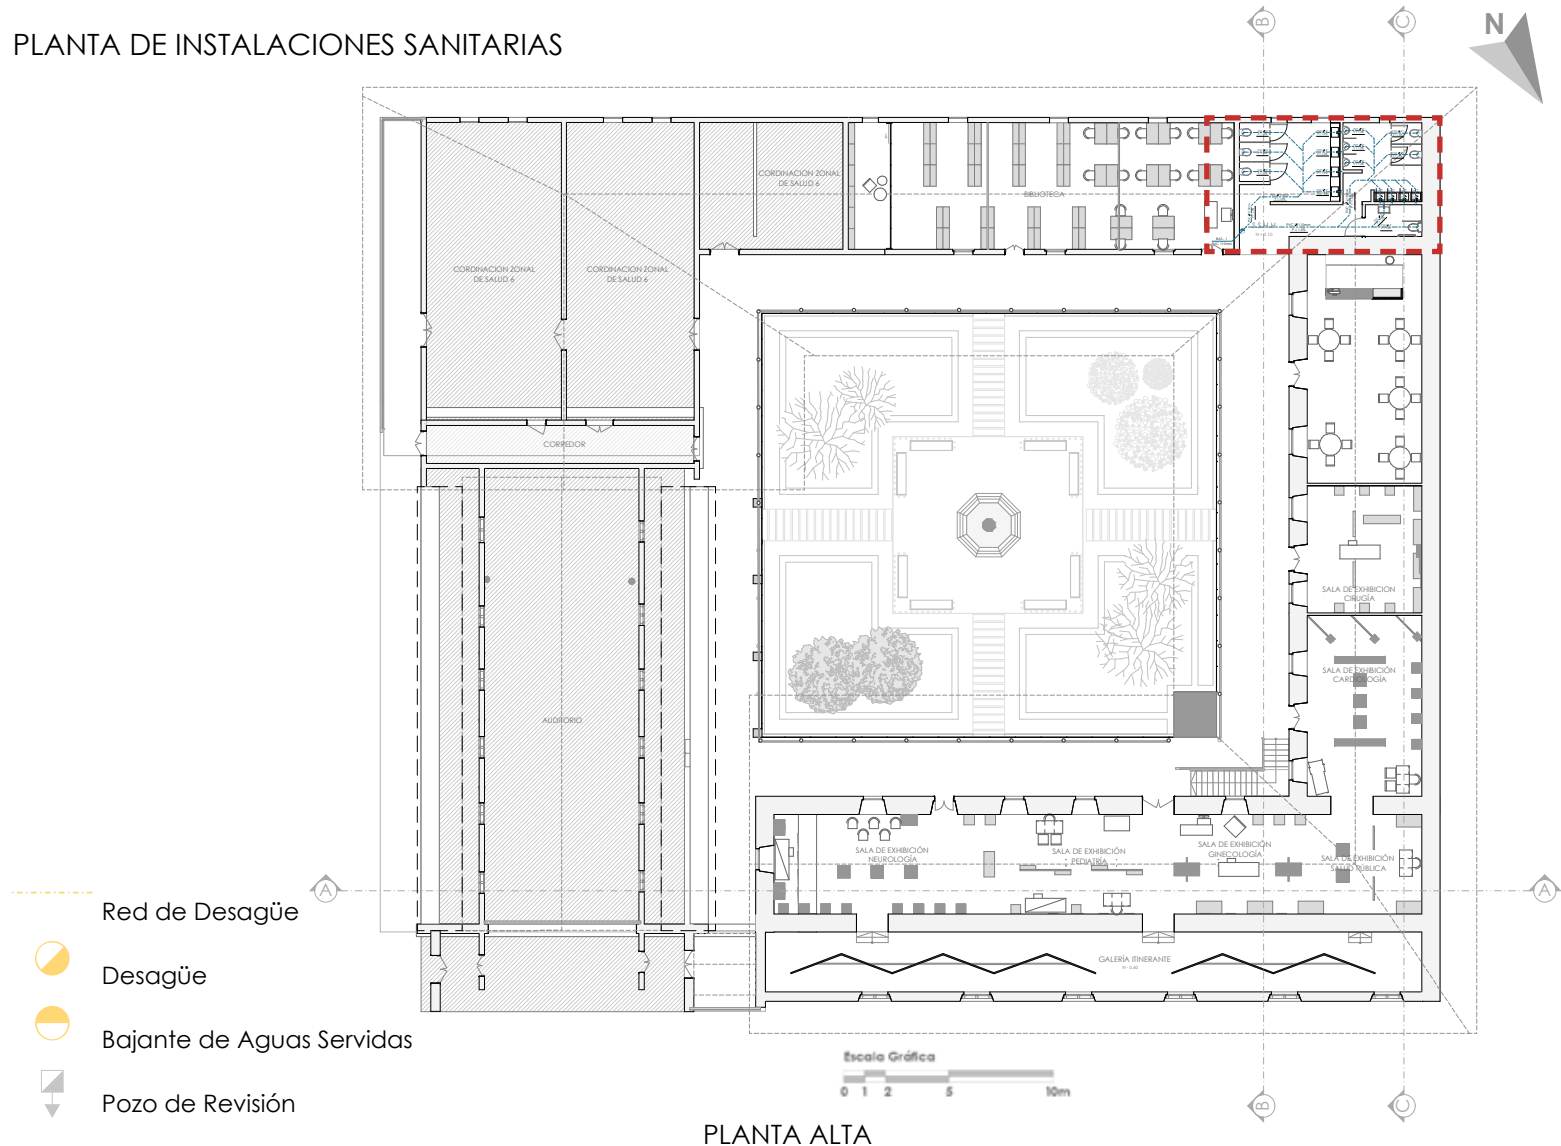 PLANTA DE INSTALACIONES SANITARIAS
B
C
N
CORDINACION ZONAL
DE SALUD 6
BIBLIOTECA
CORDINACION ZONAL
DE SALUD 6
CORDINACION ZONAL
DE SALUD 6
CORREDOR
SALA DE EXHIBICION
CIRUGÍA
SALA DE EXHIBICIÓN
CARDIOLOGÍA
AUDITORIO
SALA DE EXHIBICIÓN
NEUROLOGÍA
SALA DE EXHIBICIÓN
PEDIATRÍA
SALA DE EXHIBICIÓN
GINECOLOGÍA
SALA DE EXHIBICIÓN
SALUD PÚBLICA
A
A
Red de Desagüe
Desagüe
GALERÍA ITINERANTE
Bajante de Aguas Servidas
Pozo de Revisión
Escala Gráfica
0 1 2 5 10m
B
C
PLANTA ALTA